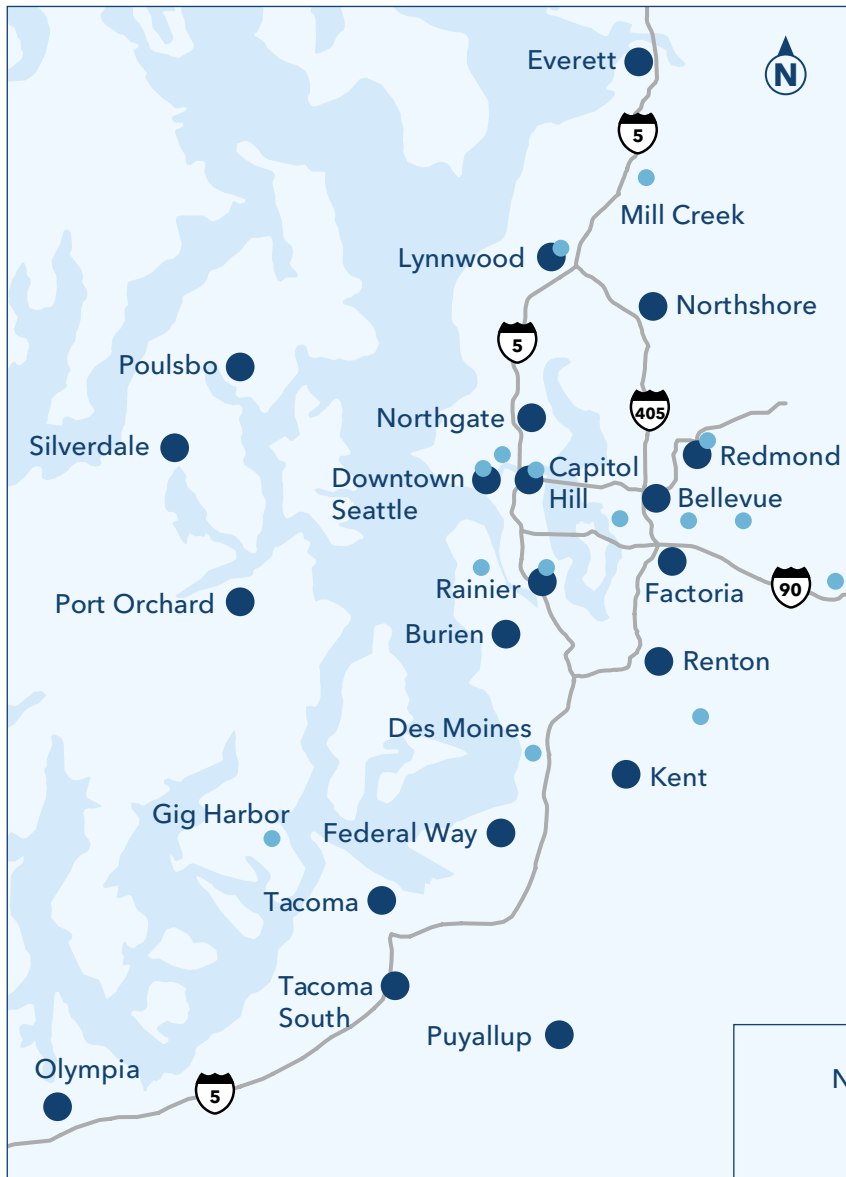 Everett
N
5
Mill Creek
Lynnwood
Northshore
5
Poulsbo
405
Northgate
Silverdale
Redmond
Capitol
Hill
Downtown
Seattle
Bellevue
Rainier
Factoria
90
Port Orchard
Burien
Renton
Des Moines
Kent
Gig Harbor
Federal Way
Tacoma
Tacoma
South
Puyallup
Olympia
5
N